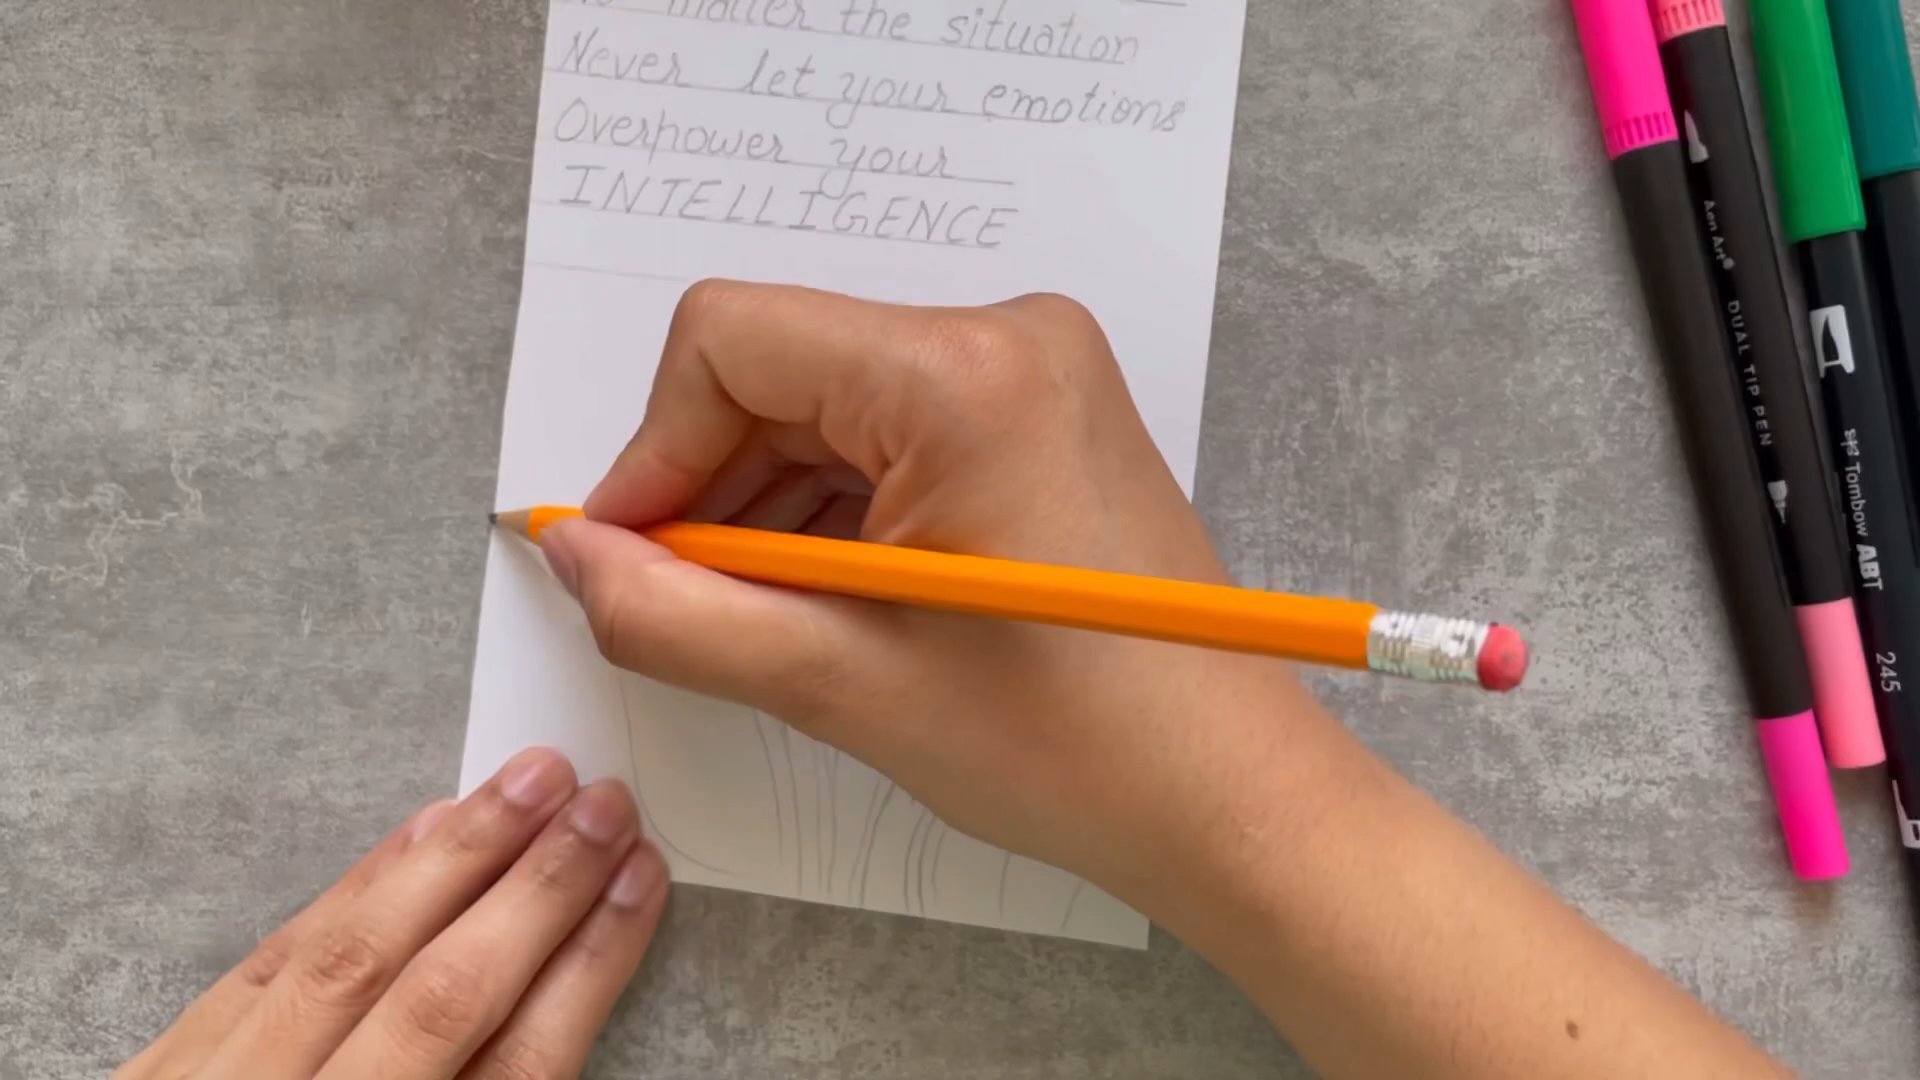 matter the situation
Never let your emotions
Overpower your
INTELLIGENCE
Aen Art®
DUAL TIP PEN
Tombow ABT
245